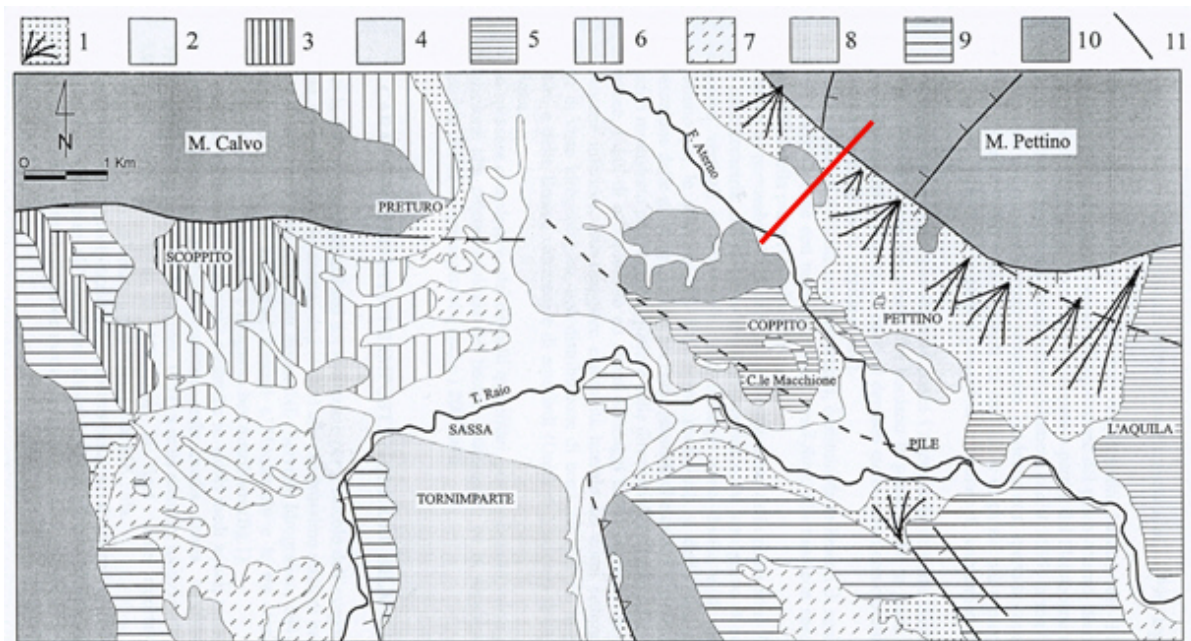 1 2 3 4 5 6 7 8 9 10 11
N
0 1 Km
M. Calvo
F. Aterno
M. Pettino
PRETURO
SCOPPITO
COPPITO
PETTINO
C.le Macchione
T. Raio
SASSA
PILE
L'AQUILA
TORNIMPARTE